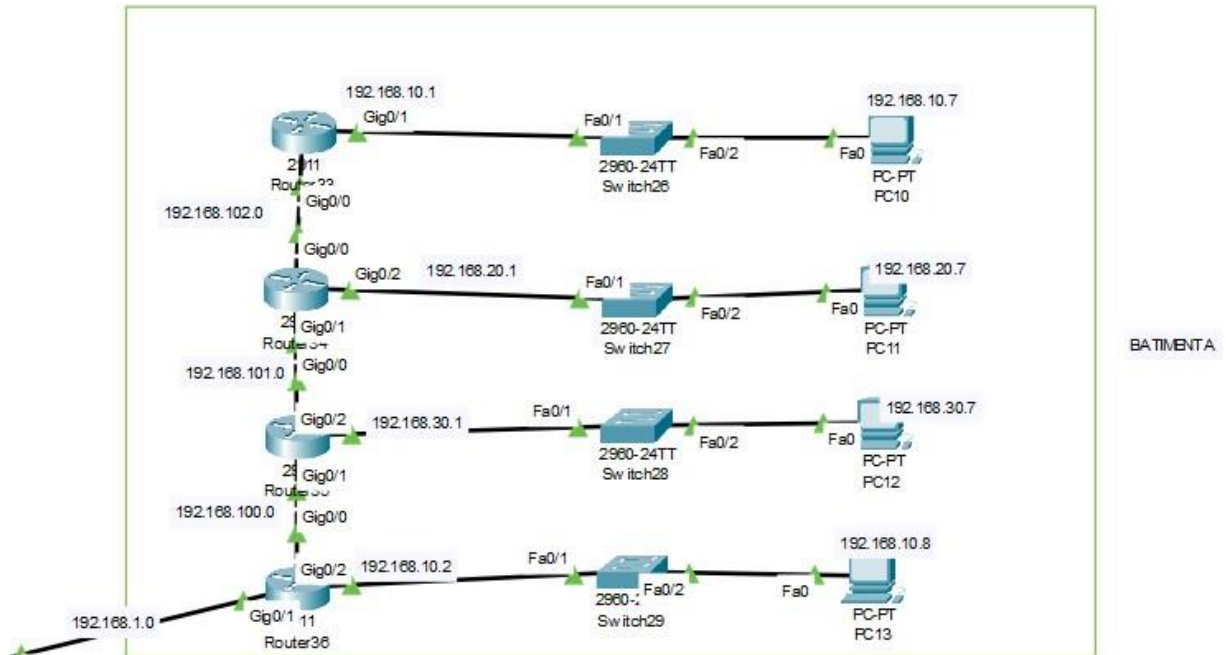 192.168.10.1
Gig0/1
Fa0/1
192.168.10.7
Fa0/2
Fa0
2960-24TT
Switch26
PC-PT
PC10
Gig0/0
192.168.102.0
Gig0/0
Gig0/2
192.168.20.1
Fa0/1
192.168.20.7
Fa0/2
Fa0
Gig0/1
2960-24TT
Switch27
PC-PT
PC11
BATIMENT A
Gig0/0
192.168.101.0
Gig0/2
192.168.30.1
Fa0/1
192.168.30.7
Fa0/2
Fa0
2960-24TT
Switch28
PC-PT
PC12
Gig0/1
192.168.100.0
Gig0/0
Gig0/2
192.168.10.2
Fa0/1
192.168.10.8
Fa0/2
Fa0
Switch29
PC-PT
PC13
192.168.1.0
Gig0/1
11
Router36